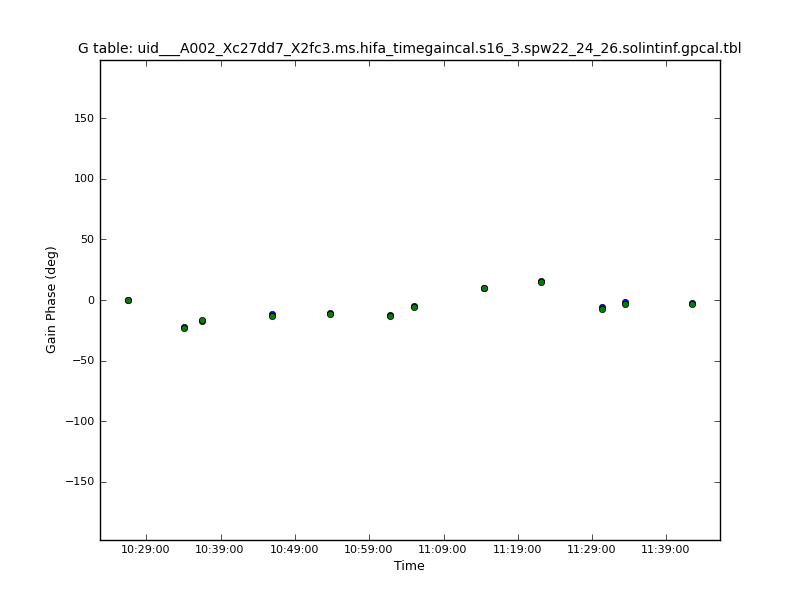 G table: uid___A002_Xc27dd7_X2fc3.ms.hifa_timegaincal.s16_3.spw22_24_26.solintinf.gpcal.tbl
150
100
50
0
−50
−100
−150
Gain Phase (deg)
10:29:00 10:39:00 10:49:00 10:59:00 11:09:00 11:19:00 11:29:00 11:39:00
Time